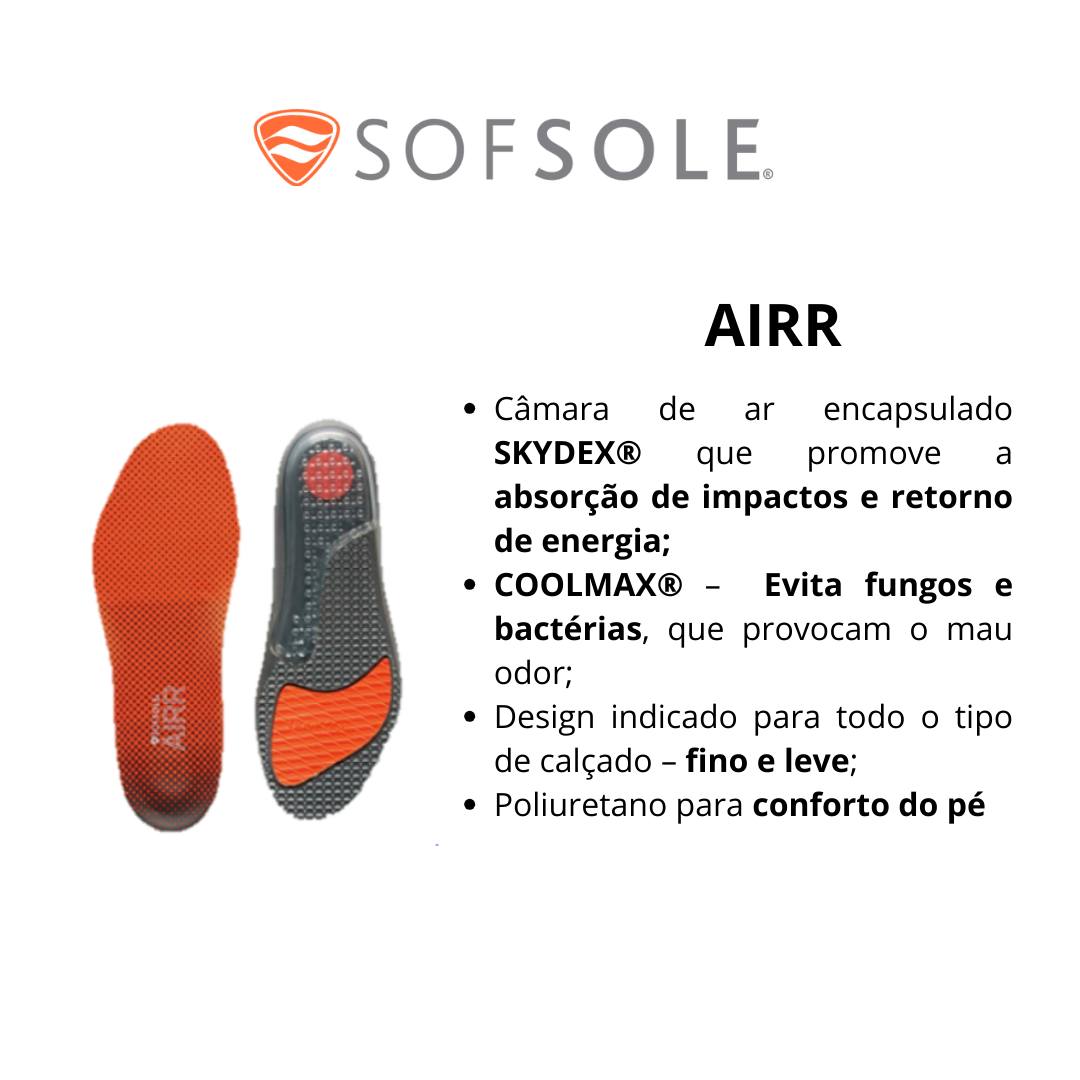 SOFSOLE®
AIRR
• Câmara de ar encapsulado
SKYDEX® que promove a
absorção de impactos e retorno
de energia;
• COOLMAX® – Evita fungos e
bactérias, que provocam o mau
odor;
• Design indicado para todo o tipo
de calçado – fino e leve;
• Poliuretano para conforto do pé
AIRR